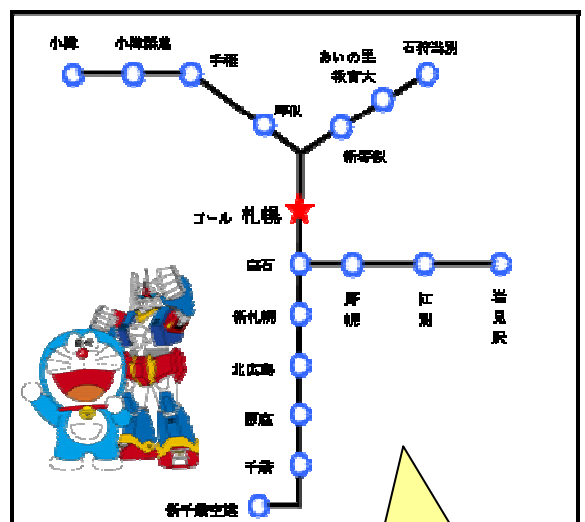 小樽
小樽築港
手稲
あいの里
教育大
石狩当別
琴似
新琴似
ゴール 札幌
白石
野幌
江別
岩見沢
新札幌
北広島
恵庭
千歳
新千歳空港